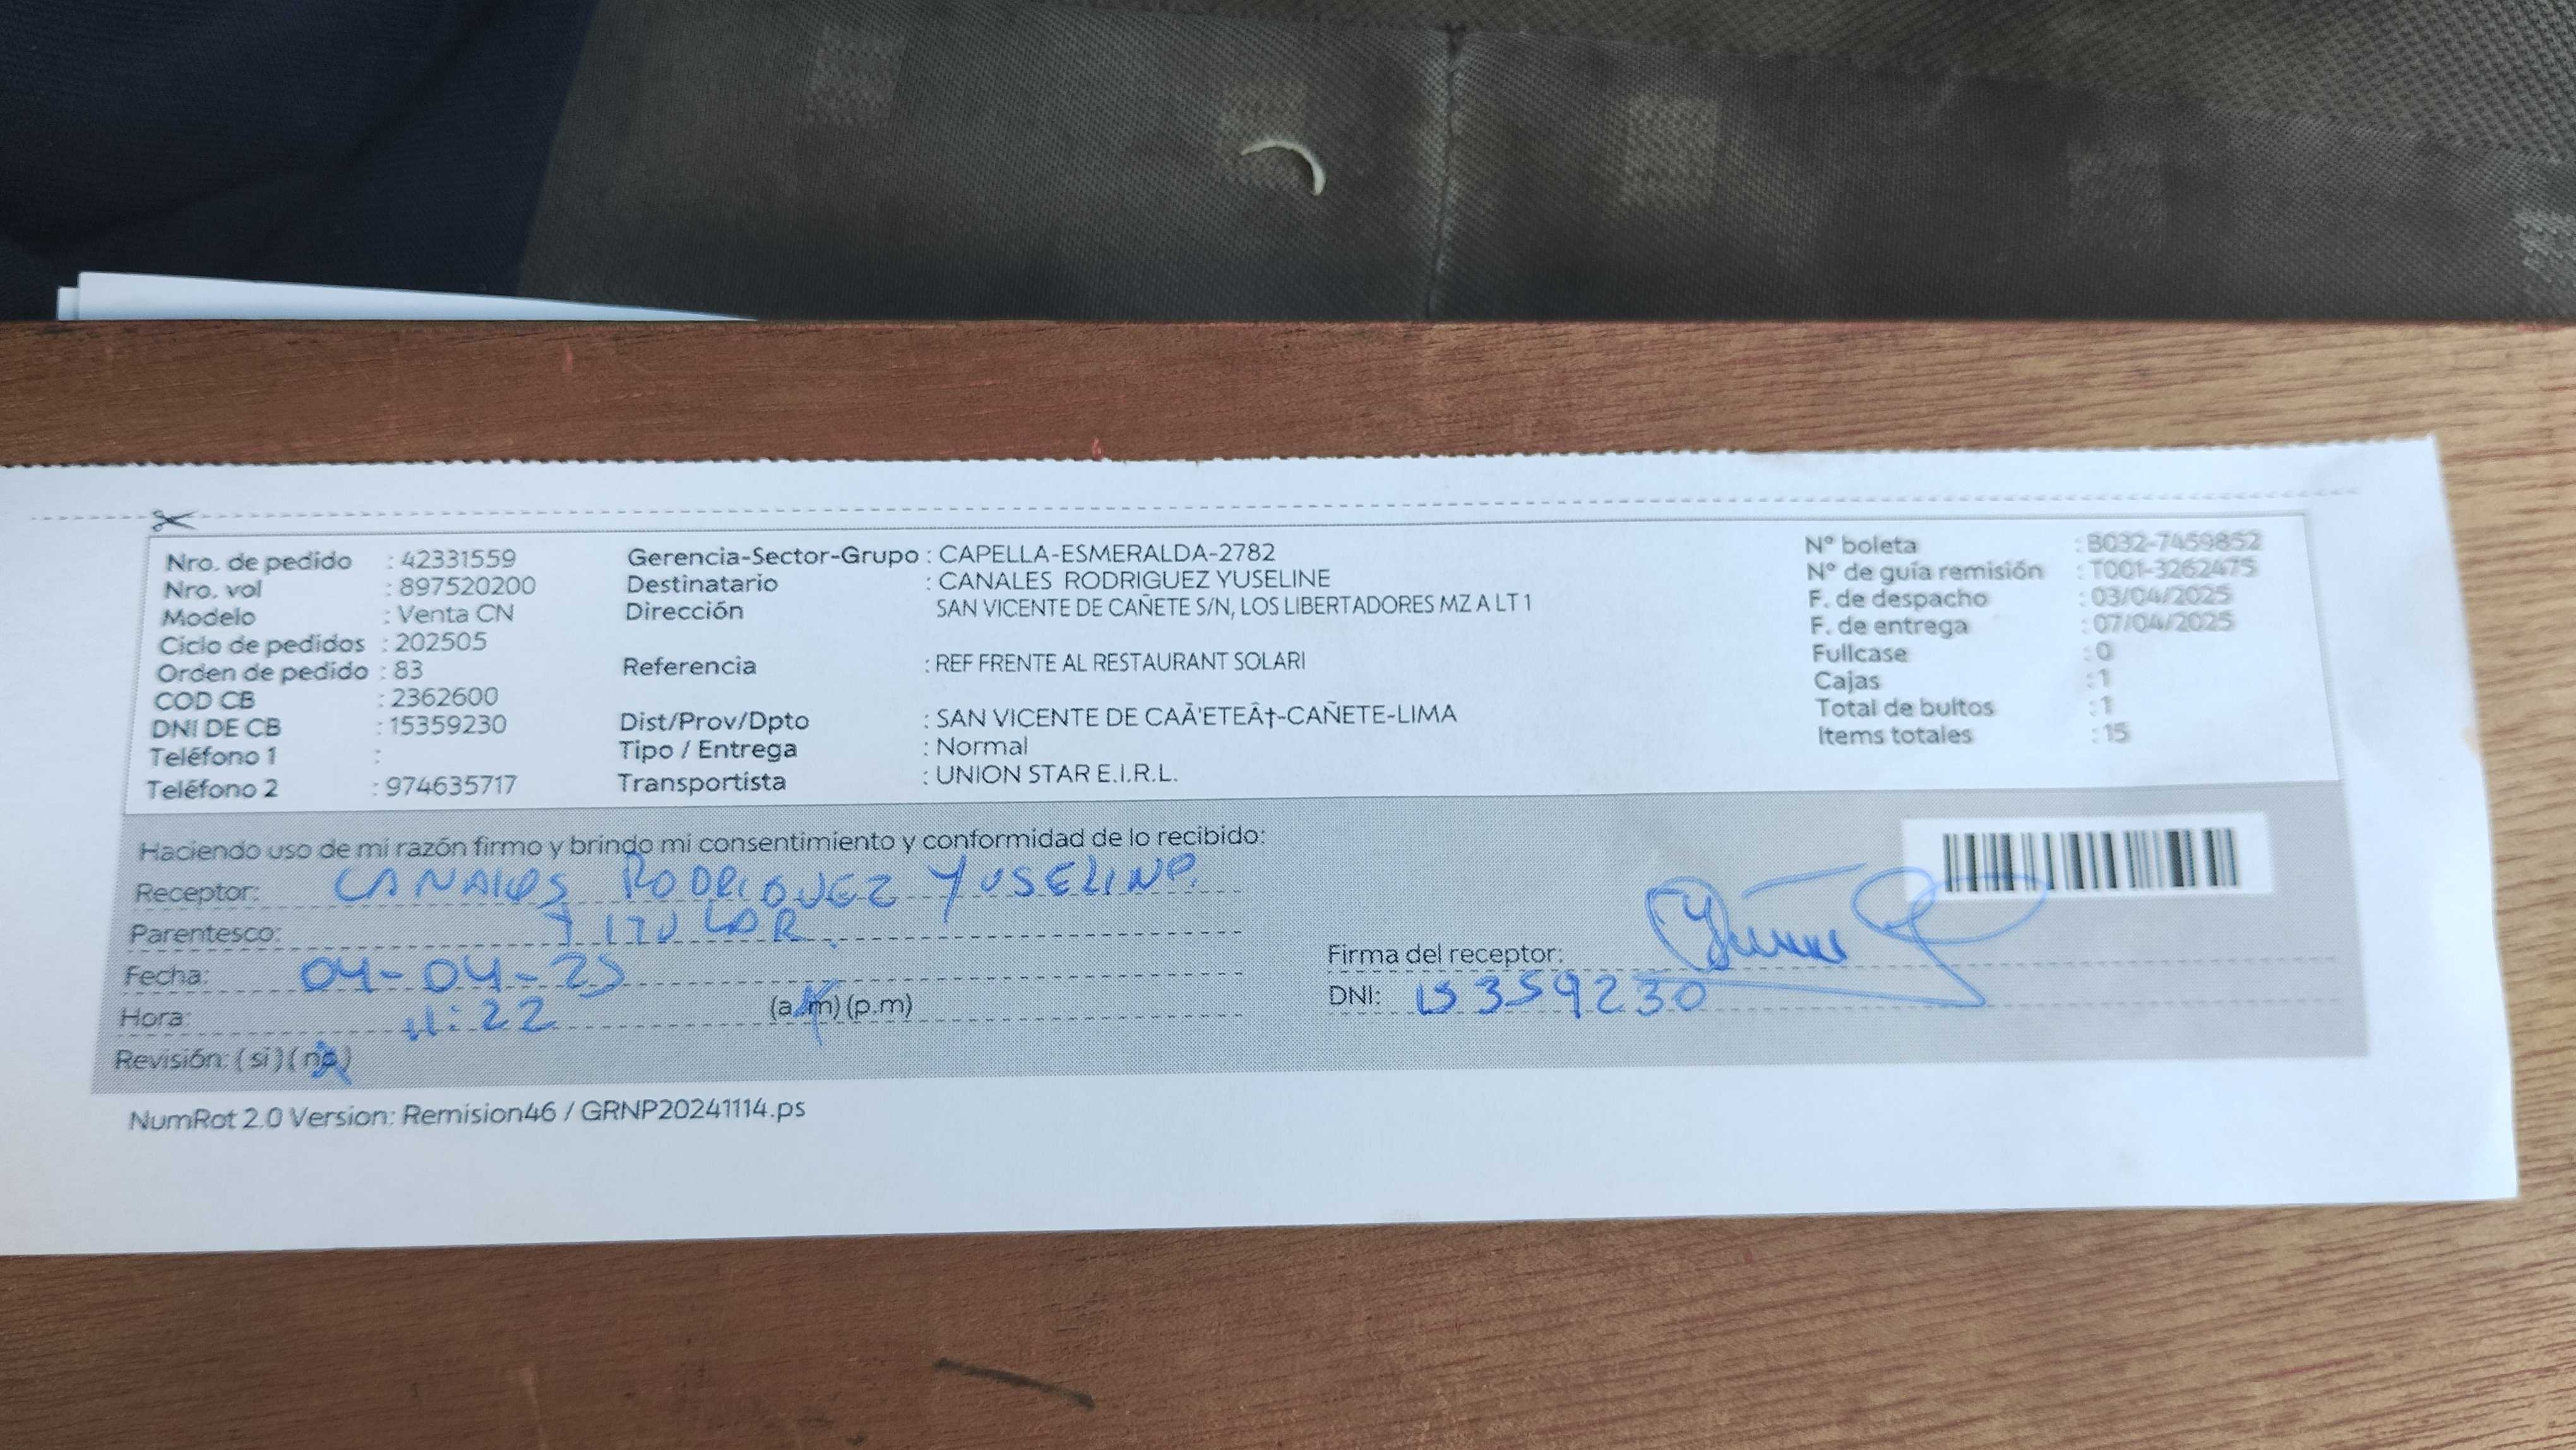 Nro. de pedido : 42331559
Nro. vol : 897520200
Modelo : Venta CN
Ciclo de pedidos : 202505
Orden de pedido : 83
COD CB : 2362600
DNI DE CB : 15359230
Teléfono 1 :
Teléfono 2 : 974635717
Gerencia-Sector-Grupo : CAPELLA-ESMERALDA-2782
Destinatario : CANALES RODRIGUEZ YUSELINE
Dirección SAN VICENTE DE CAÑETE S/N, LOS LIBERTADORES MZ A LT 1
Referencia : REF FRENTE AL RESTAURANT SOLARI
Dist/Prov/Dpto : SAN VICENTE DE CAÃ'ETEÂ†-CAÑETE-LIMA
Tipo / Entrega : Normal
Transportista : UNION STAR E.I.R.L.
Nº boleta : B032-7459852
Nº de guía remisión : T001-3262475
F. de despacho : 03/04/2025
F. de entrega : 07/04/2025
Fullcase : 0
Cajas : 1
Total de bultos : 1
Items totales : 15
Haciendo uso de mi razón firmo y brindo mi consentimiento y conformidad de lo recibido:
Receptor: CANALES RODRIGUEZ YUSELINE
Parentesco: TITULAR
Fecha: 04-04-25
Hora: 11:22 (a.m) (p.m)
Revisión: ( si ) ( no )
Firma del receptor:
DNI: 15359230
NumRot 2.0 Version: Remision46 / GRNP20241114.ps